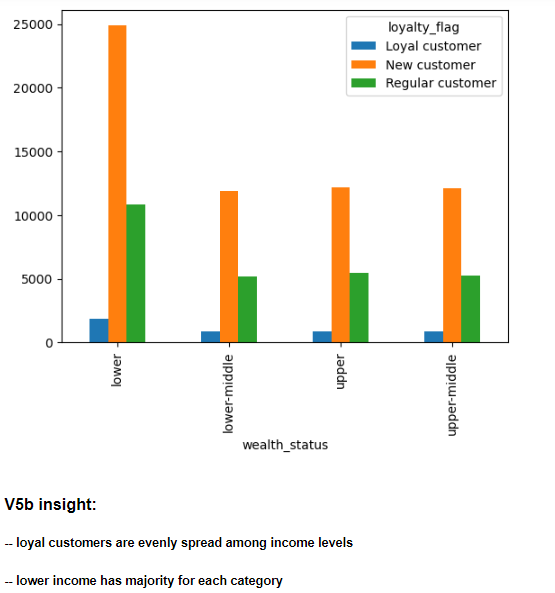 25000
20000
15000
10000
5000
0
loyalty_flag
Loyal customer
New customer
Regular customer
lower
lower-middle
upper
upper-middle
wealth_status
V5b insight:
-- loyal customers are evenly spread among income levels
-- lower income has majority for each category